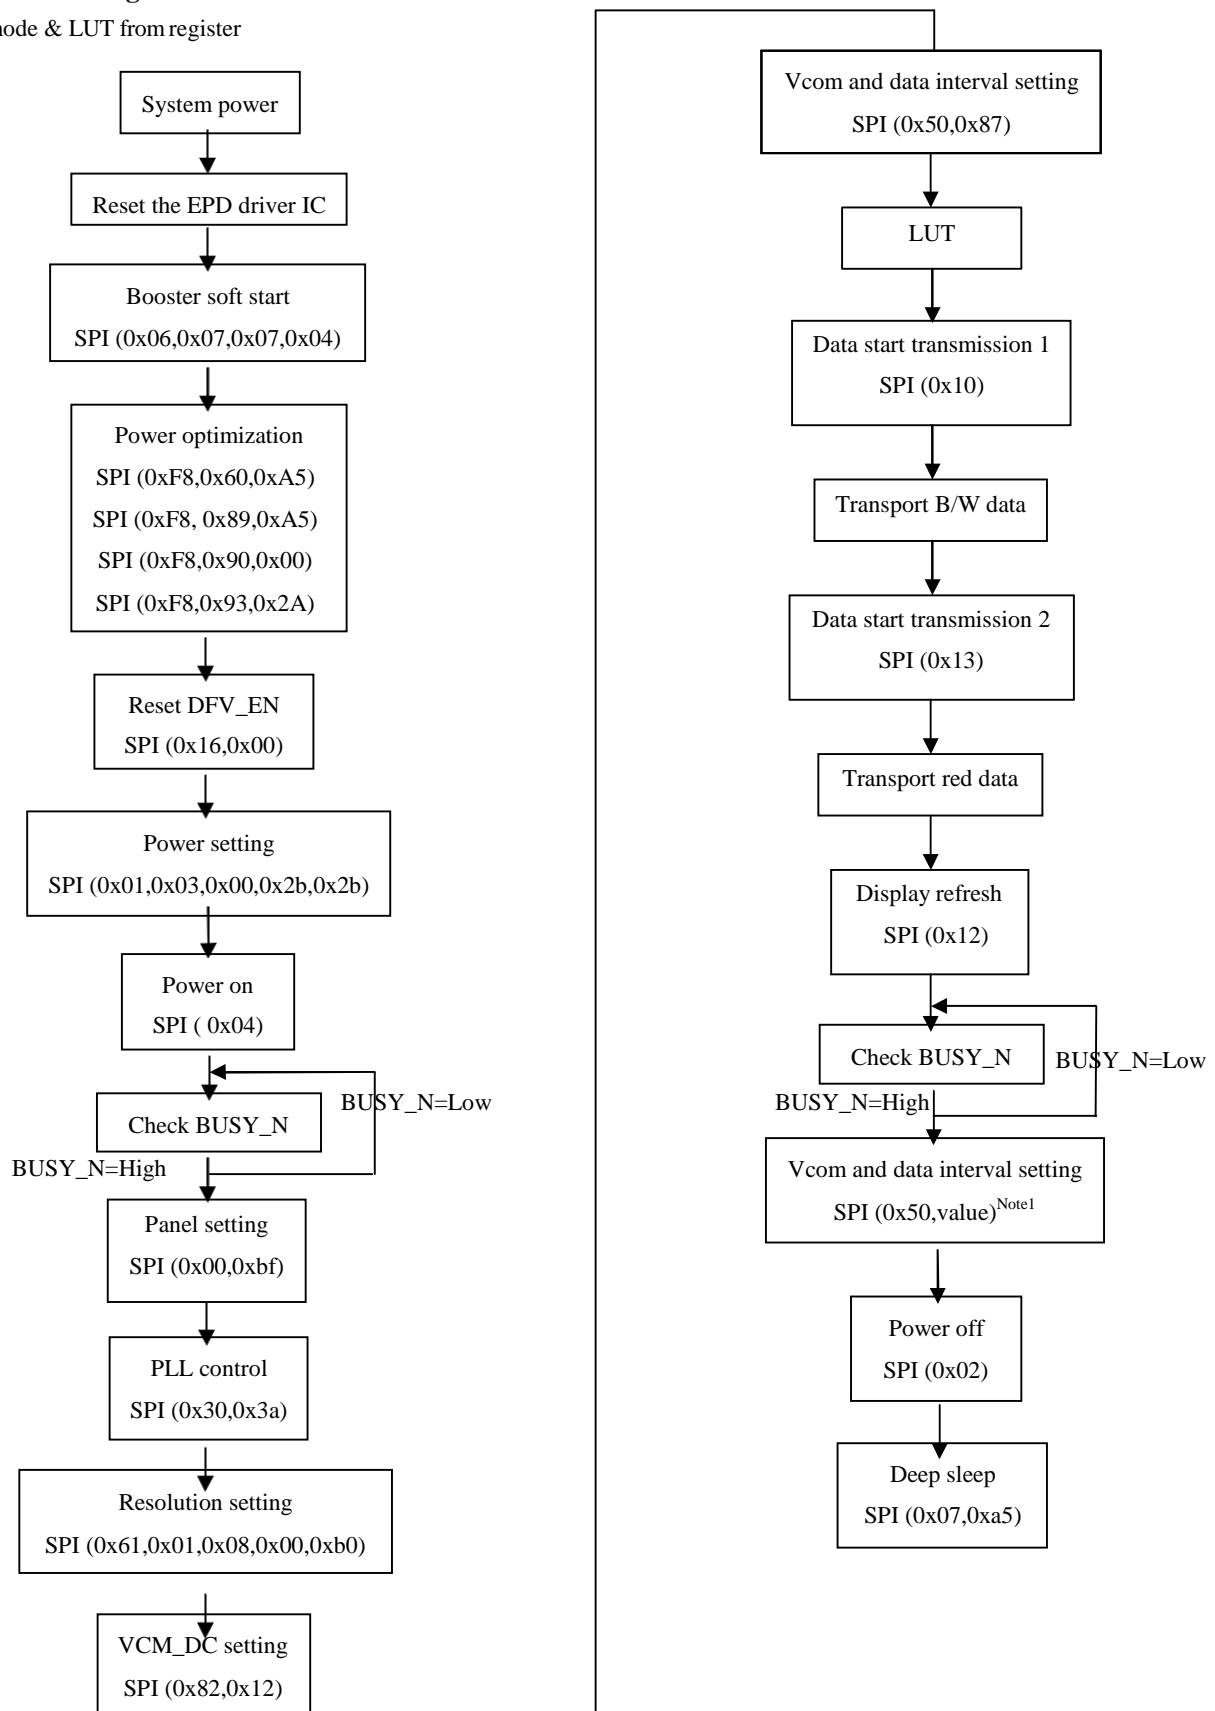 node & LUT from register
System power
Reset the EPD driver IC
Booster soft start
SPI (0x06,0x07,0x07,0x04)
Power optimization
SPI (0xF8,0x60,0xA5)
SPI (0xF8, 0x89,0xA5)
SPI (0xF8,0x90,0x00)
SPI (0xF8,0x93,0x2A)
Reset DFV_EN
SPI (0x16,0x00)
Power setting
SPI (0x01,0x03,0x00,0x2b,0x2b)
Power on
SPI ( 0x04)
BUSY_N=Low
Check BUSY_N
BUSY_N=High
Panel setting
SPI (0x00,0xbf)
PLL control
SPI (0x30,0x3a)
Resolution setting
SPI (0x61,0x01,0x08,0x00,0xb0)
VCM_DC setting
SPI (0x82,0x12)
Vcom and data interval setting
SPI (0x50,0x87)
LUT
Data start transmission 1
SPI (0x10)
Transport B/W data
Data start transmission 2
SPI (0x13)
Transport red data
Display refresh
SPI (0x12)
Check BUSY_N
BUSY_N=Low
BUSY_N=High
Vcom and data interval setting
SPI (0x50,value)Note1
Power off
SPI (0x02)
Deep sleep
SPI (0x07,0xa5)